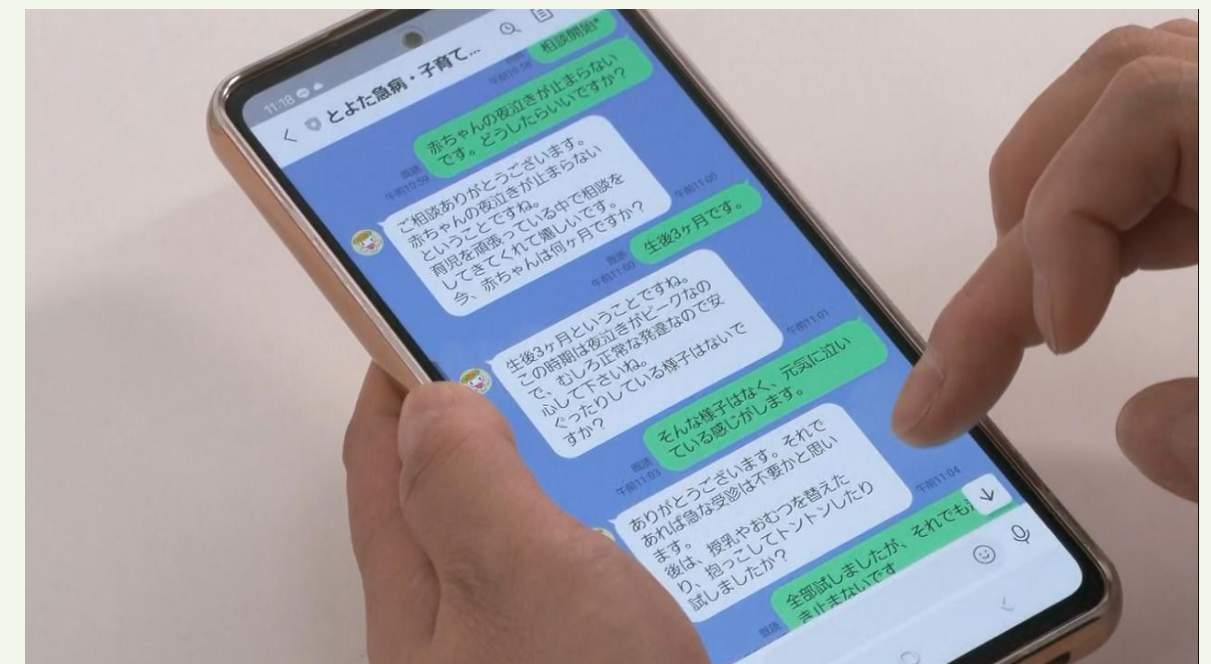 11:18
とよた急病・子育て...
相談開始*
午前10:58
赤ちゃんの夜泣きが止まらない
です。どうしたらいいですか?
既読
午前10:59
ご相談ありがとうございます。
赤ちゃんの夜泣きが止まらない
ということですね。
育児を頑張っている中で相談を
してきてくれて嬉しいです。
今、赤ちゃんは何ヶ月ですか?
午前11:00
生後3ヶ月です。
既読
午前11:00
生後3ヶ月ということですね。
この時期は夜泣きがピークなの
で、むしろ正常な発達なので安
心して下さいね。
ぐったりしている様子はないで
すか?
午前11:01
そんな様子はなく、元気に泣い
ている感じがします。
既読
午前11:03
ありがとうございます。それで
あれば急な受診は不要かと思い
ます。
後は、授乳やおむつを替えた
り、抱っこしてトントンしたり
試しましたか?
午前11:04
全部試しましたが、それでも
き止まないです
既読